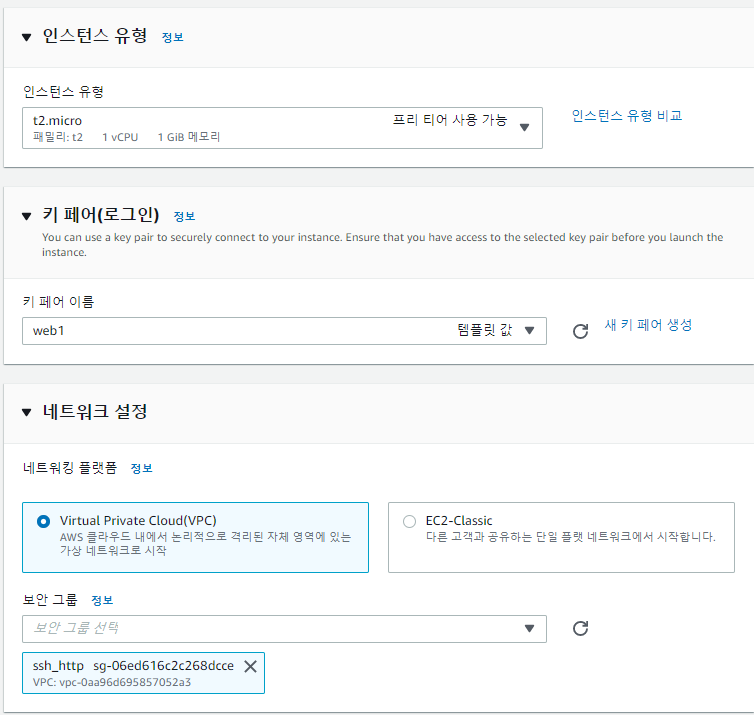 인스턴스 유형 정보
인스턴스 유형
t2.micro 프리 티어 사용 가능
패밀리: t2 1 vCPU 1 GiB 메모리
인스턴스 유형 비교
키 페어(로그인) 정보
You can use a key pair to securely connect to your instance. Ensure that you have access to the selected key pair before you launch the
instance.
키 페어 이름
web1 템플릿 값
새 키 페어 생성
네트워크 설정
네트워킹 플랫폼 정보
Virtual Private Cloud(VPC)
AWS 클라우드 내에서 논리적으로 격리된 자체 영역에 있는
가상 네트워크로 시작
EC2-Classic
다른 고객과 공유하는 단일 플랫 네트워크에서 시작합니다.
보안 그룹 정보
보안 그룹 선택
ssh_http sg-06ed616c2c268dcce
VPC: vpc-0aa96d695857052a3